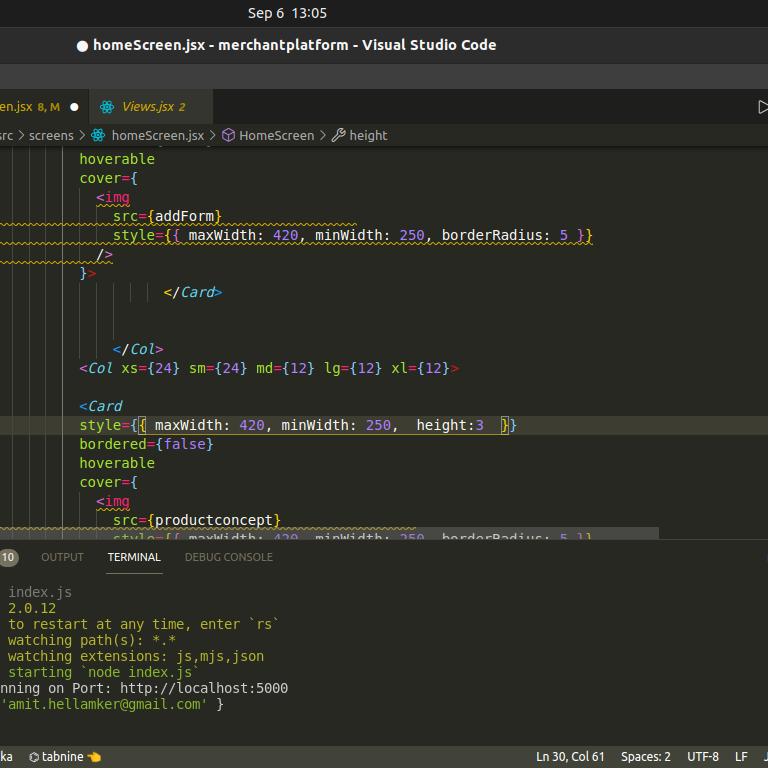 Sep 6 13:05
● homeScreen.jsx - merchantplatform - Visual Studio Code
en.jsx 8, M ● Views.jsx 2
src > screens > homeScreen.jsx > HomeScreen > height
hoverable
cover={
<img
src={addForm}
style={{ maxWidth: 420, minWidth: 250, borderRadius: 5 }}
/>
}>
</Card>
</Col>
<Col xs={24} sm={24} md={12} lg={12} xl={12}>
<Card
style={{ maxWidth: 420, minWidth: 250,  height:3  }}
bordered={false}
hoverable
cover={
<img
src={productconcept}
style={{ maxWidth: 420, minWidth: 250, borderRadius: 5 }}
10 OUTPUT TERMINAL DEBUG CONSOLE
index.js
2.0.12
to restart at any time, enter `rs`
watching path(s): *.*
watching extensions: js,mjs,json
starting `node index.js`
nning on Port: http://localhost:5000
'amit.hellamker@gmail.com' }
ka tabnine Ln 30, Col 61 Spaces: 2 UTF-8 LF